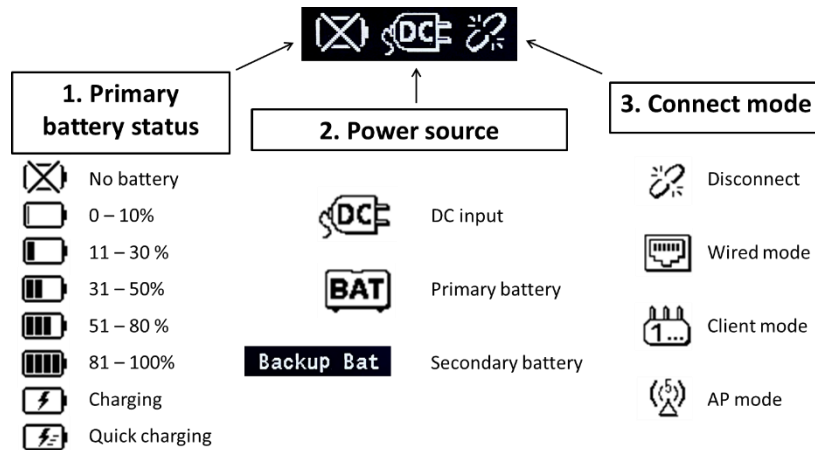 DC
1. Primary
battery status
2. Power source
3. Connect mode
No battery
0 – 10%
11 – 30 %
31 – 50%
51 – 80 %
81 – 100%
Charging
Quick charging
DC
DC input
BAT
Primary battery
Backup Bat
Secondary battery
Disconnect
Wired mode
1...
Client mode
5
AP mode